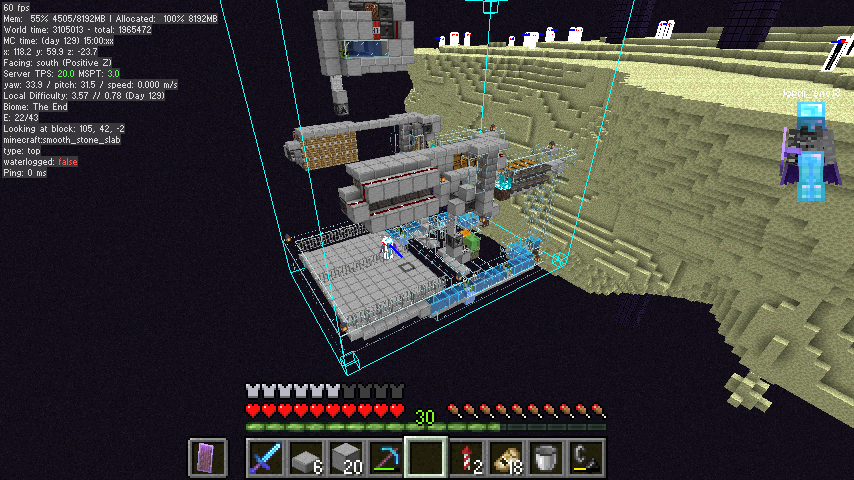 60 fps
Mem: 55% 4505/8192MB | Allocated: 100% 8192MB
World time: 3105013 - total: 1965472
MC time: (day 129) 15:00:xx
x: 118.2 y: 59.9 z: -23.7
Facing: south (Positive Z)
Server TPS: 20.0 MSPT: 3.0
yaw: 33.9 / pitch: 31.5 / speed: 0.000 m/s
Local Difficulty: 3.57 // 0.78 (Day 129)
Biome: The End
E: 22/43
Looking at block: 105, 42, -2
minecraft:smooth_stone_slab
type: top
waterlogged: false
Ping: 0 ms
30
6
20
2
18